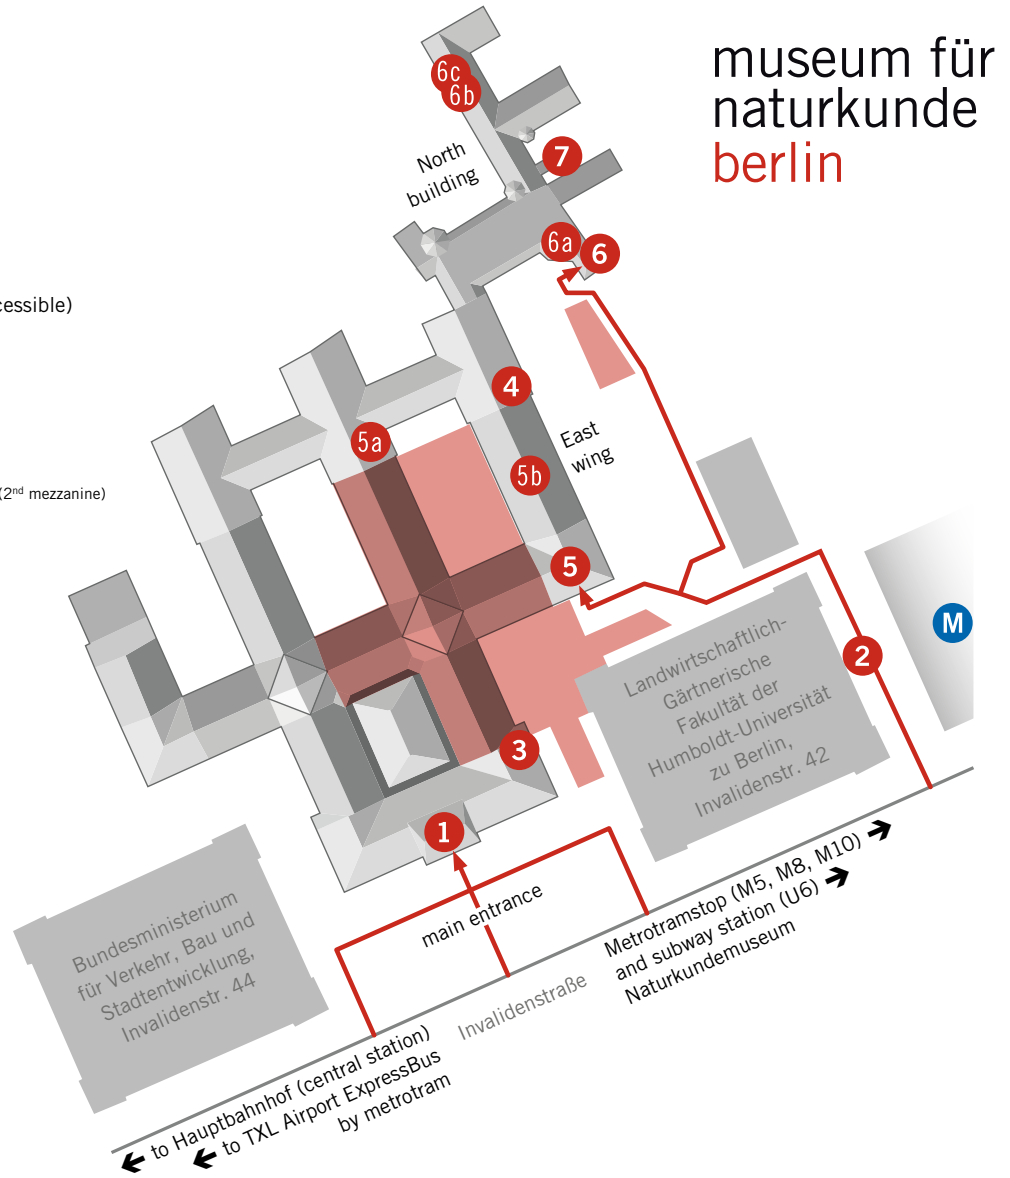 museum für
naturkunde
berlin
6c
6b
North
building
7
6a
6
cessible)
4
5a
East
wing
5b
(2nd mezzanine)
5
M
2
Landwirtschaftlich-
Gärtnerische
Fakultät der
Humboldt-Universität
zu Berlin,
Invalidenstr. 42
3
1
main entrance
Metrotramstop (M5, M8, M10)
and subway station (U6)
Naturkundemuseum
Bundesministerium
für Verkehr, Bau und
Stadtentwicklung,
Invalidenstr. 44
Invalidenstraße
to Hauptbahnhof (central station)
to TXL Airport ExpressBus
by metrotram